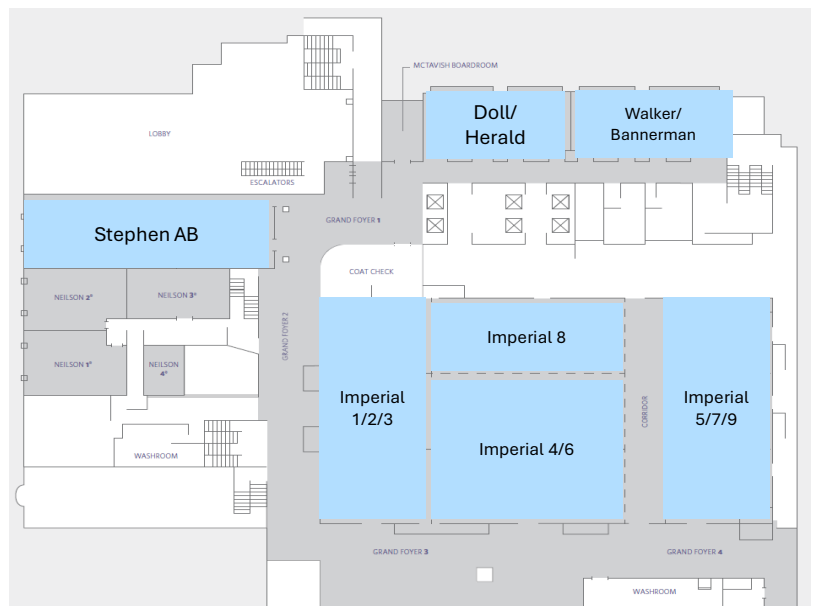 MCTAVISH BOARDROOM
Doll/
Herald
Walker/
Bannerman
LOBBY
ESCALATORS
GRAND FOYER 1
Stephen AB
COAT CHECK
NEILSON 2*
NEILSON 3*
GRAND FOYER 2
NEILSON 1*
NEILSON
4*
Imperial 8
Imperial
1/2/3
Imperial 4/6
CORRIDOR
Imperial
5/7/9
WASHROOM
GRAND FOYER 3
GRAND FOYER 4
WASHROOM